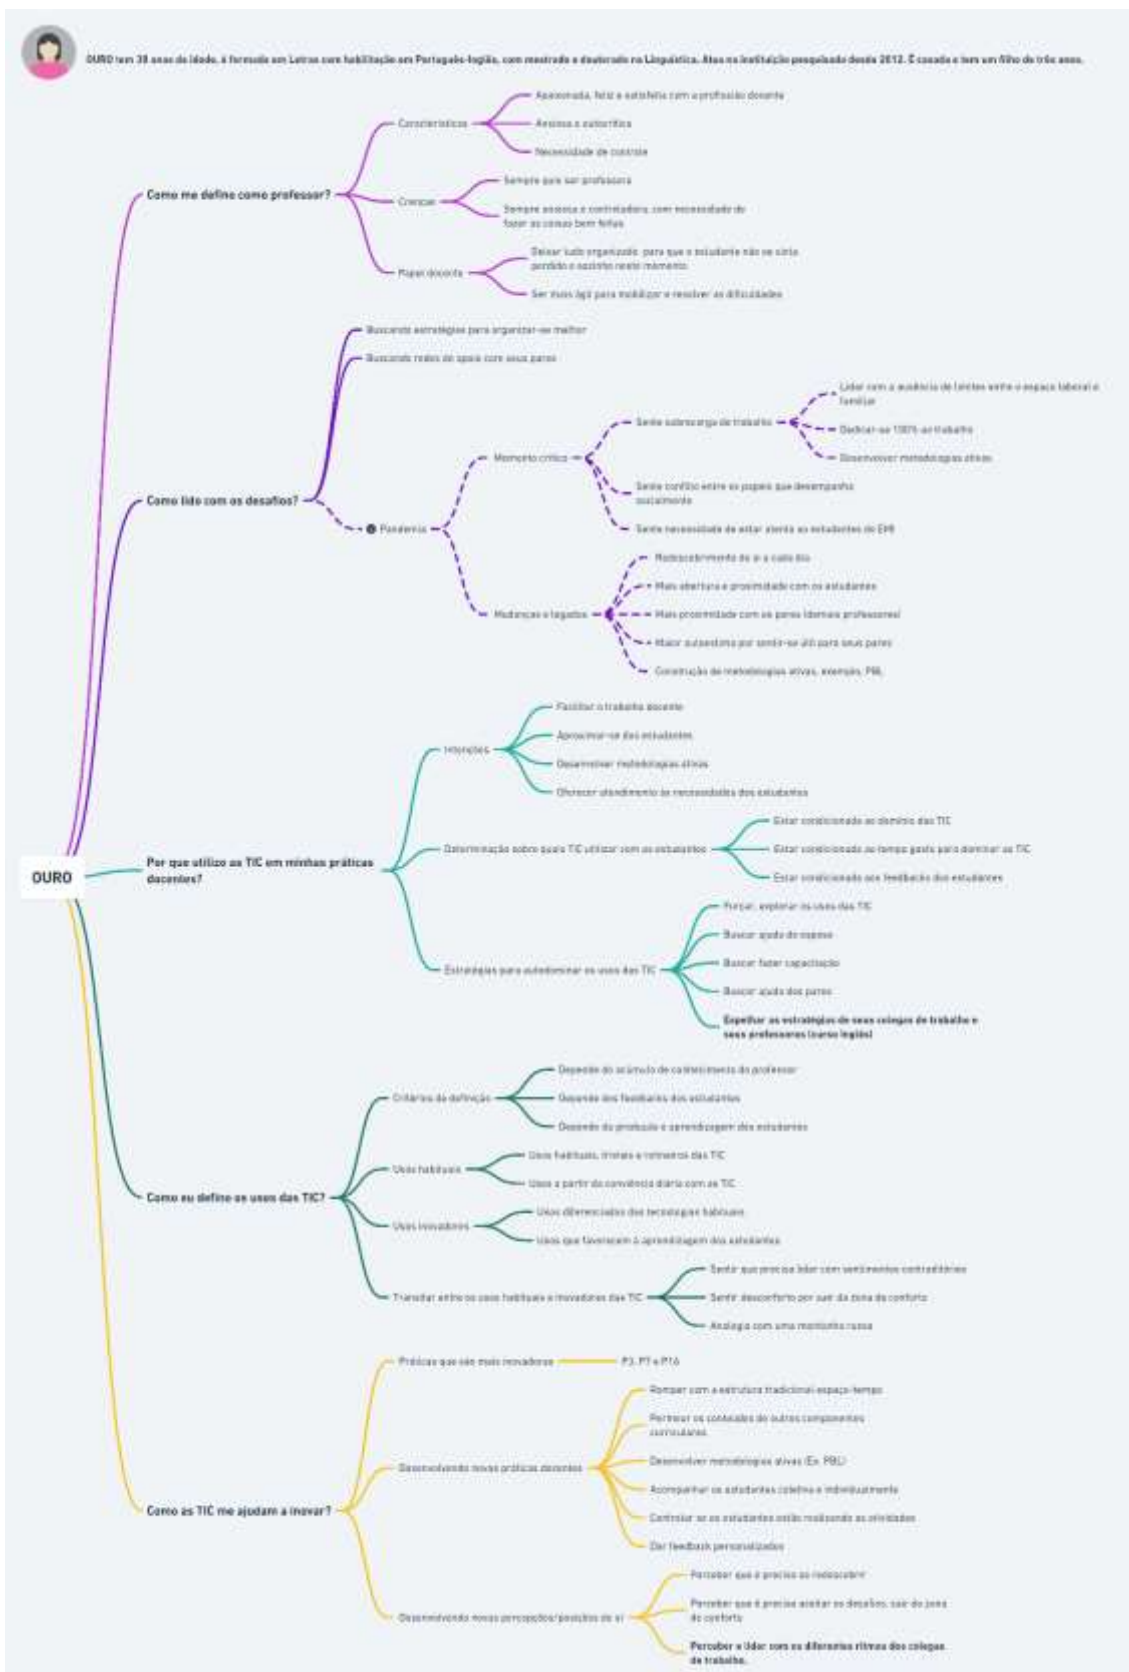 OURO tem 38 anos de idade, é formada em Letras com habilitação em Português-Inglês, com mestrado e doutorado na Linguística. Atua na instituição pesquisada desde 2012. É casada e tem um filho de três anos.
Características
Apaixonada, feliz e satisfeita com a profissão docente
Ansiosa e autocrítica
Necessidade de controle
Como me defino como professor?
Crenças
Sempre quis ser professora
Sempre ansiosa e controladora, com necessidade de
fazer as coisas bem feitas
Papel docente
Deixar tudo organizado, para que o estudante não se sinta
perdido e sozinho neste momento
Ser mais ágil para mobilizar e resolver as dificuldades
Buscando estratégias para organizar-se melhor
Buscando redes de apoio com seus pares
Como lido com os desafios?
Pandemia
Momento crítico
Sente sobrecarga de trabalho
Lidar com a ausência de limites entre o espaço laboral e
familiar
Dedicar-se 100% ao trabalho
Desenvolver metodologias ativas
Sente conflito entre os papéis que desempenha
socialmente
Sente necessidade de estar atenta ao estudantes do EMI
Mudanças e legados
Redescobrimento de si a cada dia
Mais abertura e proximidade com os estudantes
Mais proximidade com os pares (demais professores)
Maior autoestima por sentir-se útil para seus pares
Construção de metodologias ativas, exemplo, PBL
OURO
Por que utilizo as TIC em minhas práticas
docentes?
Intenções
Facilitar o trabalho docente
Aproximar-se dos estudantes
Desenvolver metodologias ativas
Oferecer atendimento às necessidades dos estudantes
Determinação sobre quais TIC utilizar com os estudantes
Estar condicionada ao domínio das TIC
Estar condicionada ao tempo gasto para dominar as TIC
Estar condicionada aos feedbacks dos estudantes
Estratégias para autodominar os usos das TIC
Forçar, explorar os usos das TIC
Buscar ajuda do esposo
Buscar fazer capacitação
Buscar ajuda dos pares
Espelhar as estratégias de seus colegas de trabalho e
seus professores (curso inglês)
Como eu defino os usos das TIC?
Critérios de definição
Depende do acúmulo de conhecimento do professor
Depende dos feedbacks dos estudantes
Depende do produção e aprendizagem dos estudantes
Usos habituais
Usos habituais, triviais e rotineiros das TIC
Usos a partir da convivência diária com as TIC
Usos inovadores
Usos diferenciados das tecnologias habituais
Usos que favorecem a aprendizagem dos estudantes
Transitar entre os usos habituais e inovadores das TIC
Sentir que precisa lidar com sentimentos contraditórios
Sentir desconforto por sair da zona de conforto
Analogia com uma montanha russa
Como as TIC me ajudam a inovar?
Práticas que são mais inovadoras
P3, P7 e P16
Desenvolvendo novas práticas docentes
Romper com a estrutura tradicional espaço-tempo
Permear os conteúdos de outros componentes
curriculares
Desenvolver metodologias ativas (Ex. PBL)
Acompanhar os estudantes coletiva e individualmente
Controlar se os estudantes estão realizando as atividades
Dar feedback personalizados
Desenvolvendo novas percepções/posições de si
Perceber que é preciso se redescobrir
Perceber que é preciso aceitar os desafios, sair da zona
de conforto
Perceber e lidar com os diferentes ritmos dos colegas
de trabalho.